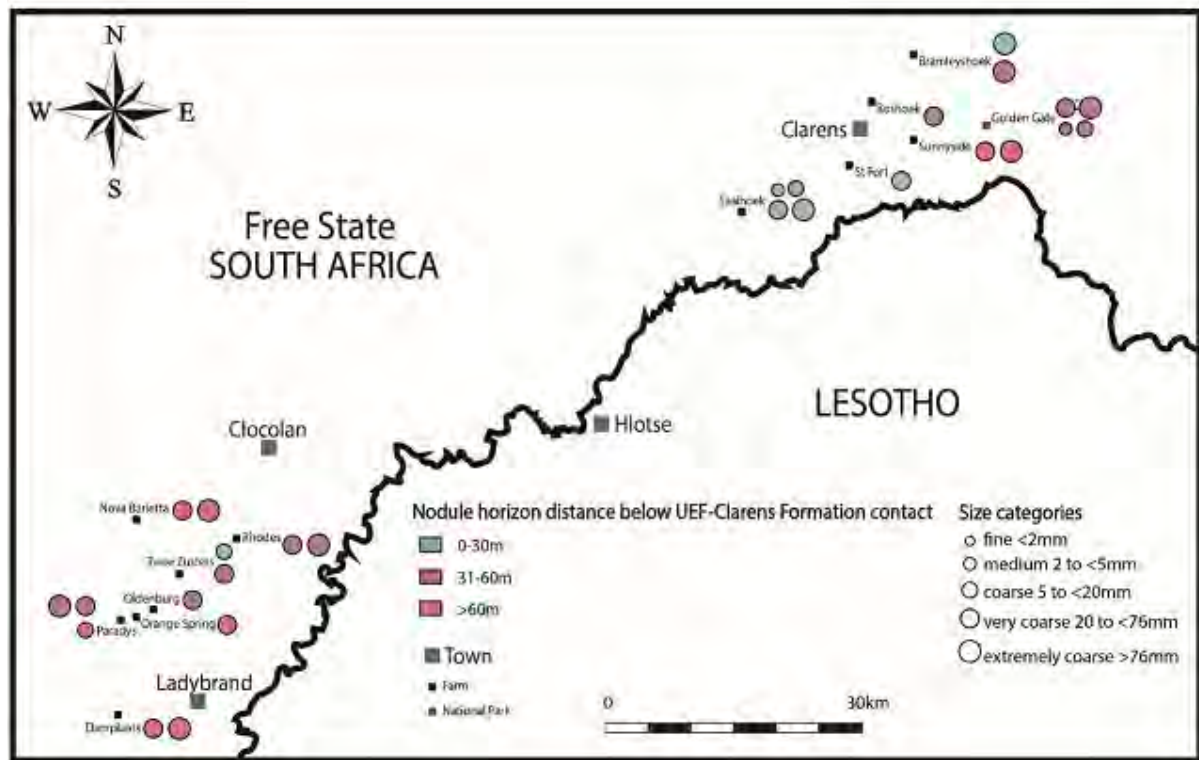 N
W
E
S
Bramleyshoek
Clarens
Golden Gate
Sunnyside
St Fort
Free State
SOUTH AFRICA
LESOTHO
Hlotse
Clocolan
Nova Barletta
Rhodes
Twee Zusters
Oldenburg
Orange Spring
Paradys
Ladybrand
Nodule horizon distance below UEF-Clarens Formation contact
0-30m
31-60m
>60m
Town
Farm
National Park
Size categories
fine <2mm
medium 2 to <5mm
coarse 5 to <20mm
very coarse 20 to <76mm
extremely coarse >76mm
0
30km